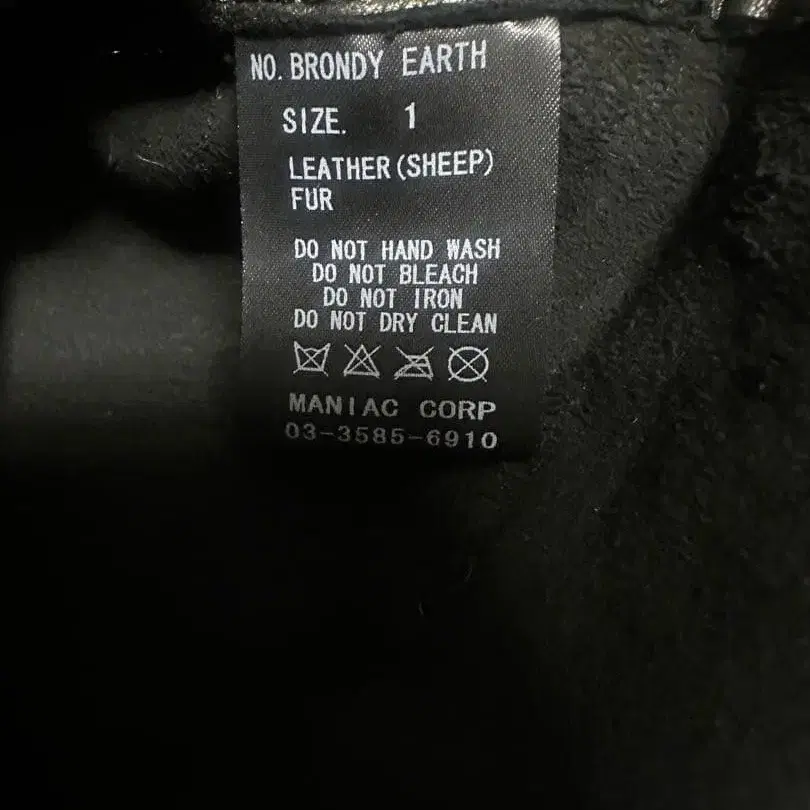 NO. BRONDY EARTH
SIZE. 1
LEATHER(SHEEP)
FUR
DO NOT HAND WASH
DO NOT BLEACH
DO NOT IRON
DO NOT DRY CLEAN
MANIAC CORP
03-3585-6910